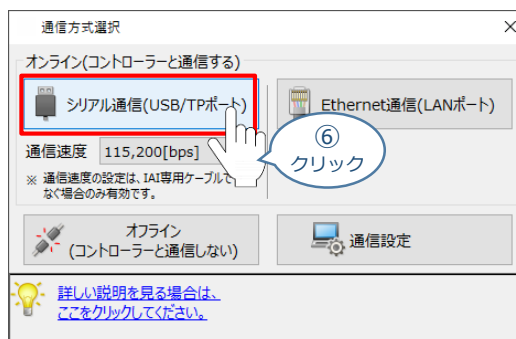 通信方式選択
オンライン(コントローラーと通信する)
シリアル通信(USB/TPポート)
Ethernet通信(LANポート)
通信速度 115,200[bps]
⑥
クリック
※ 通信速度の設定は、IAI専用ケーブルで
なぐ場合のみ有効です。
オフライン
(コントローラーと通信しない)
通信設定
詳しい説明を見る場合は、
ここをクリックしてください。